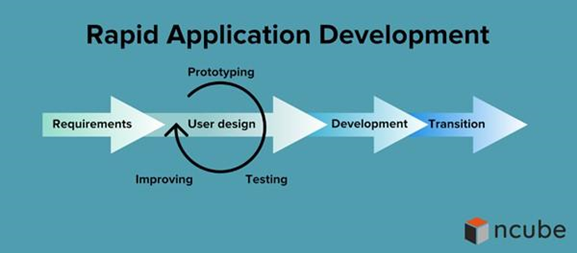 Rapid Application Development
Prototyping
Requirements
User design
Development
Transition
Improving
Testing
ncube